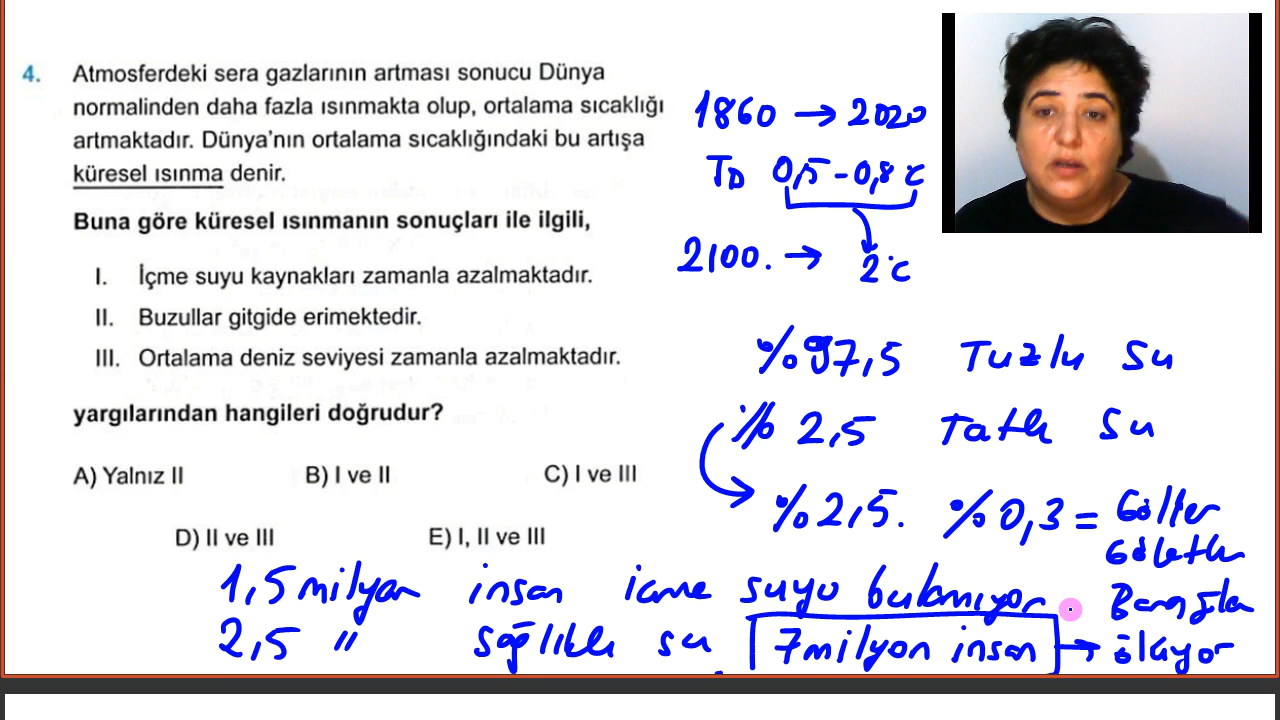 4. Atmosferdeki sera gazlarının artması sonucu Dünya
normalinden daha fazla ısınmakta olup, ortalama sıcaklığı
artmaktadır. Dünya'nın ortalama sıcaklığındaki bu artışa
küresel ısınma denir.
Buna göre küresel ısınmanın sonuçları ile ilgili,
I. İçme suyu kaynakları zamanla azalmaktadır.
II. Buzullar gitgide erimektedir.
III. Ortalama deniz seviyesi zamanla azalmaktadır.
yargılarından hangileri doğrudur?
A) Yalnız II B) I ve II C) I ve III
D) II ve III E) I, II ve III
1860 → 2020
TD 0,5 - 0,8 °C
2100. → 2°C
%97,5 Tuzlu su
% 2,5 Tatlı su
%2,5. %0,3 = Göller
Göletler
Barajlar
1,5 milyar insan içme suyu bulamıyor
2,5 " sağlıklı su 7 milyon insan → ölüyor